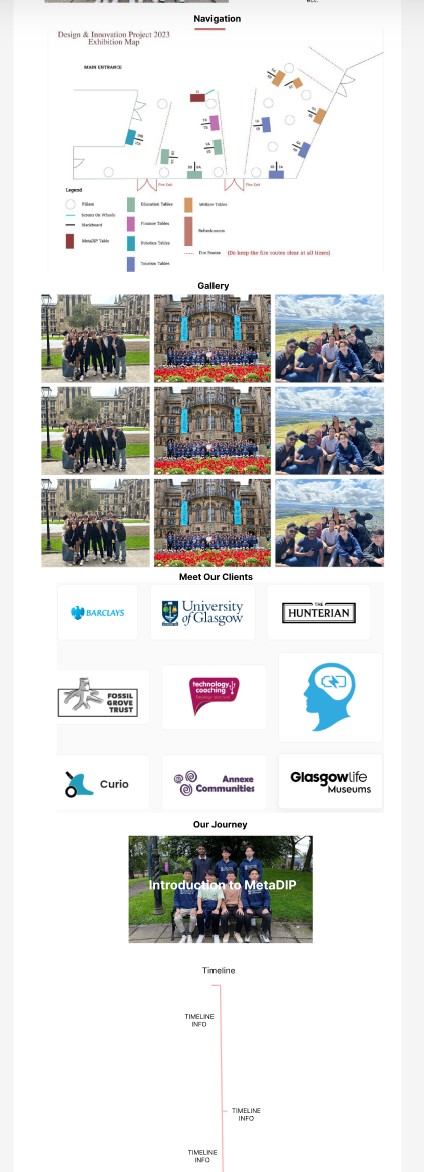 Navigation
Design & Innovation Project 2023
Exhibition Map
MAIN ENTRANCE
Fire Exit
Fire Exit
Legend
Pillars
Screens On Wheels
Blackboard
MetaDIP Table
Education Tables
Finance Tables
Robotics Tables
Tourism Tables
Welfare Tables
Refreshments
Fire Routes (Do keep the fire routes clear at all times)
Gallery
Meet Our Clients
BARCLAYS
University
of Glasgow
THE
HUNTERIAN
FOSSIL
GROVE
TRUST
technology
coaching
Curio
Annexe
Communities
Glasgowlife
Museums
Our Journey
Introduction to MetaDIP
Timeline
TIMELINE
INFO
TIMELINE
INFO
TIMELINE
INFO